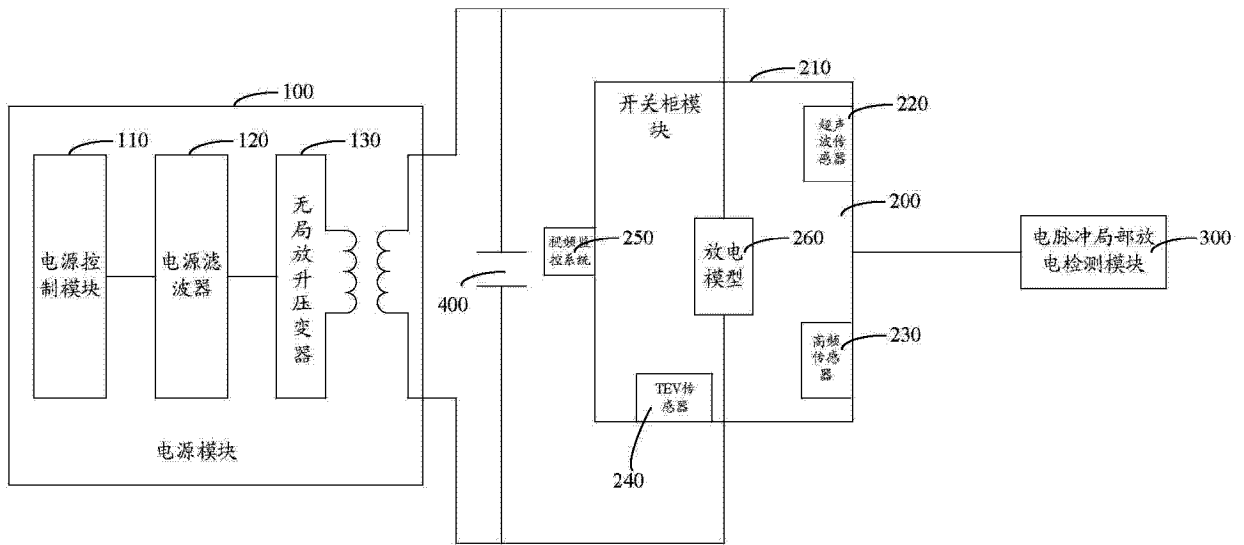 100
110
120
130
电源控
制模块
电源滤
波器
无
局
放
升
压
变
器
电源模块
400
210
开关柜模
块
220
超声
波传
感器
200
视频监
控系统
250
放电
模型
260
电脉冲局部放
电检测模块
300
高频
传感
器
230
TEV传
感器
240